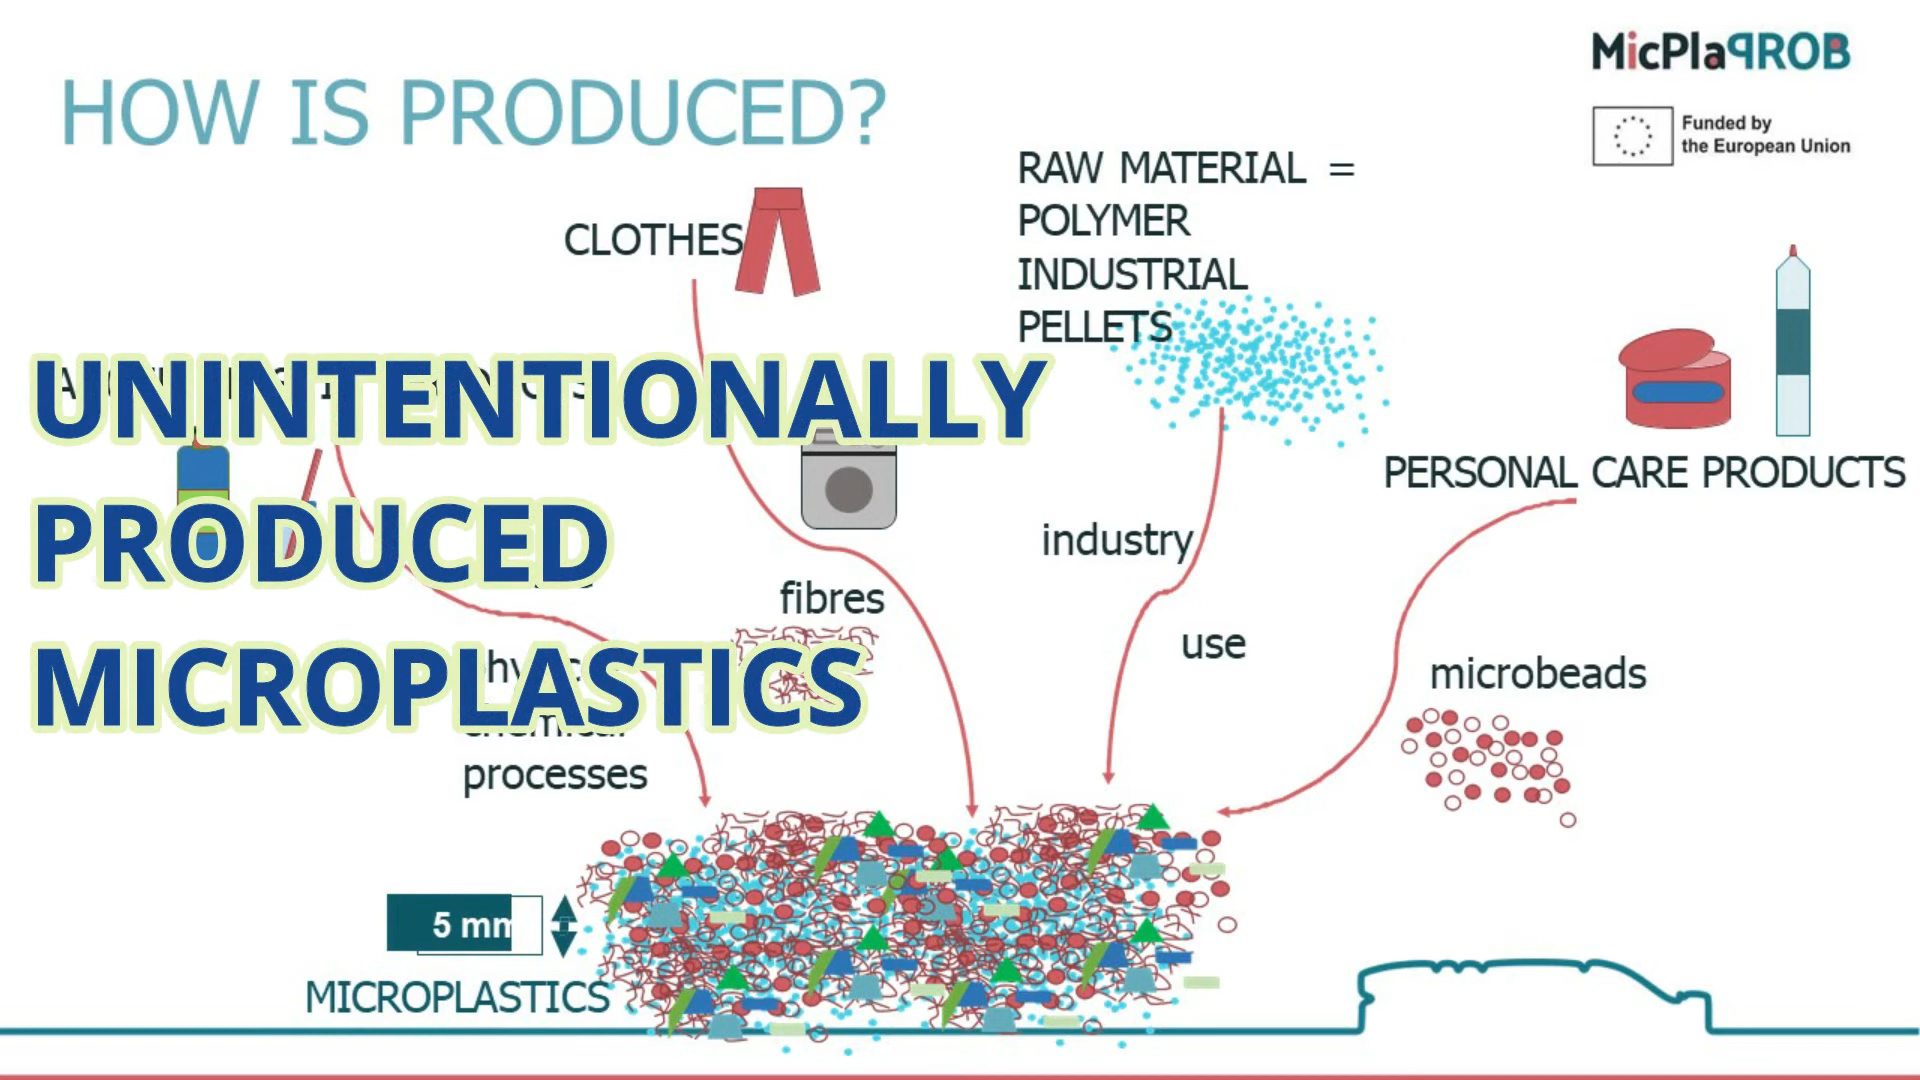 MicPlaPROB
HOW IS PRODUCED?
Funded by
the European Union
RAW MATERIAL =
POLYMER
INDUSTRIAL
PELLETS
CLOTHES
UNINTENTIONALLY
PERSONAL CARE PRODUCTS
PRODUCED
industry
fibres
use
MICROPLASTICS
microbeads
chemical
processes
5 mm
MICROPLASTICS